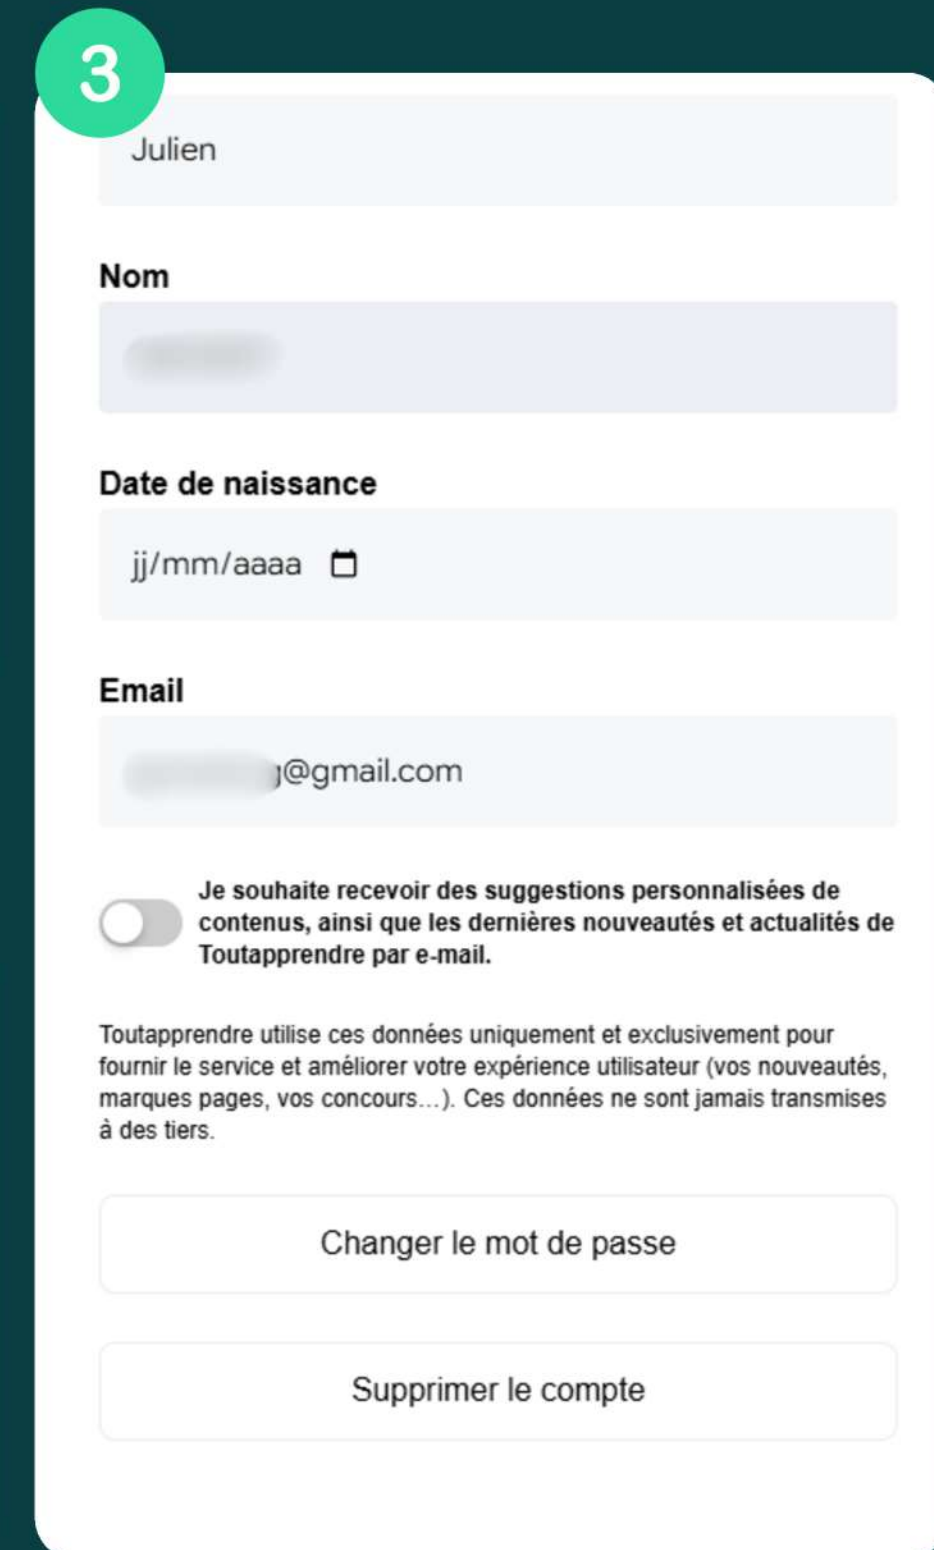 3
Julien
Nom
Date de naissance
jj/mm/aaaa
Email
@gmail.com
Je souhaite recevoir des suggestions personnalisées de
contenus, ainsi que les dernières nouveautés et actualités de
Toutapprendre par e-mail.
Toutapprendre utilise ces données uniquement et exclusivement pour
fournir le service et améliorer votre expérience utilisateur (vos nouveautés,
marques pages, vos concours...). Ces données ne sont jamais transmises
à des tiers.
Changer le mot de passe
Supprimer le compte